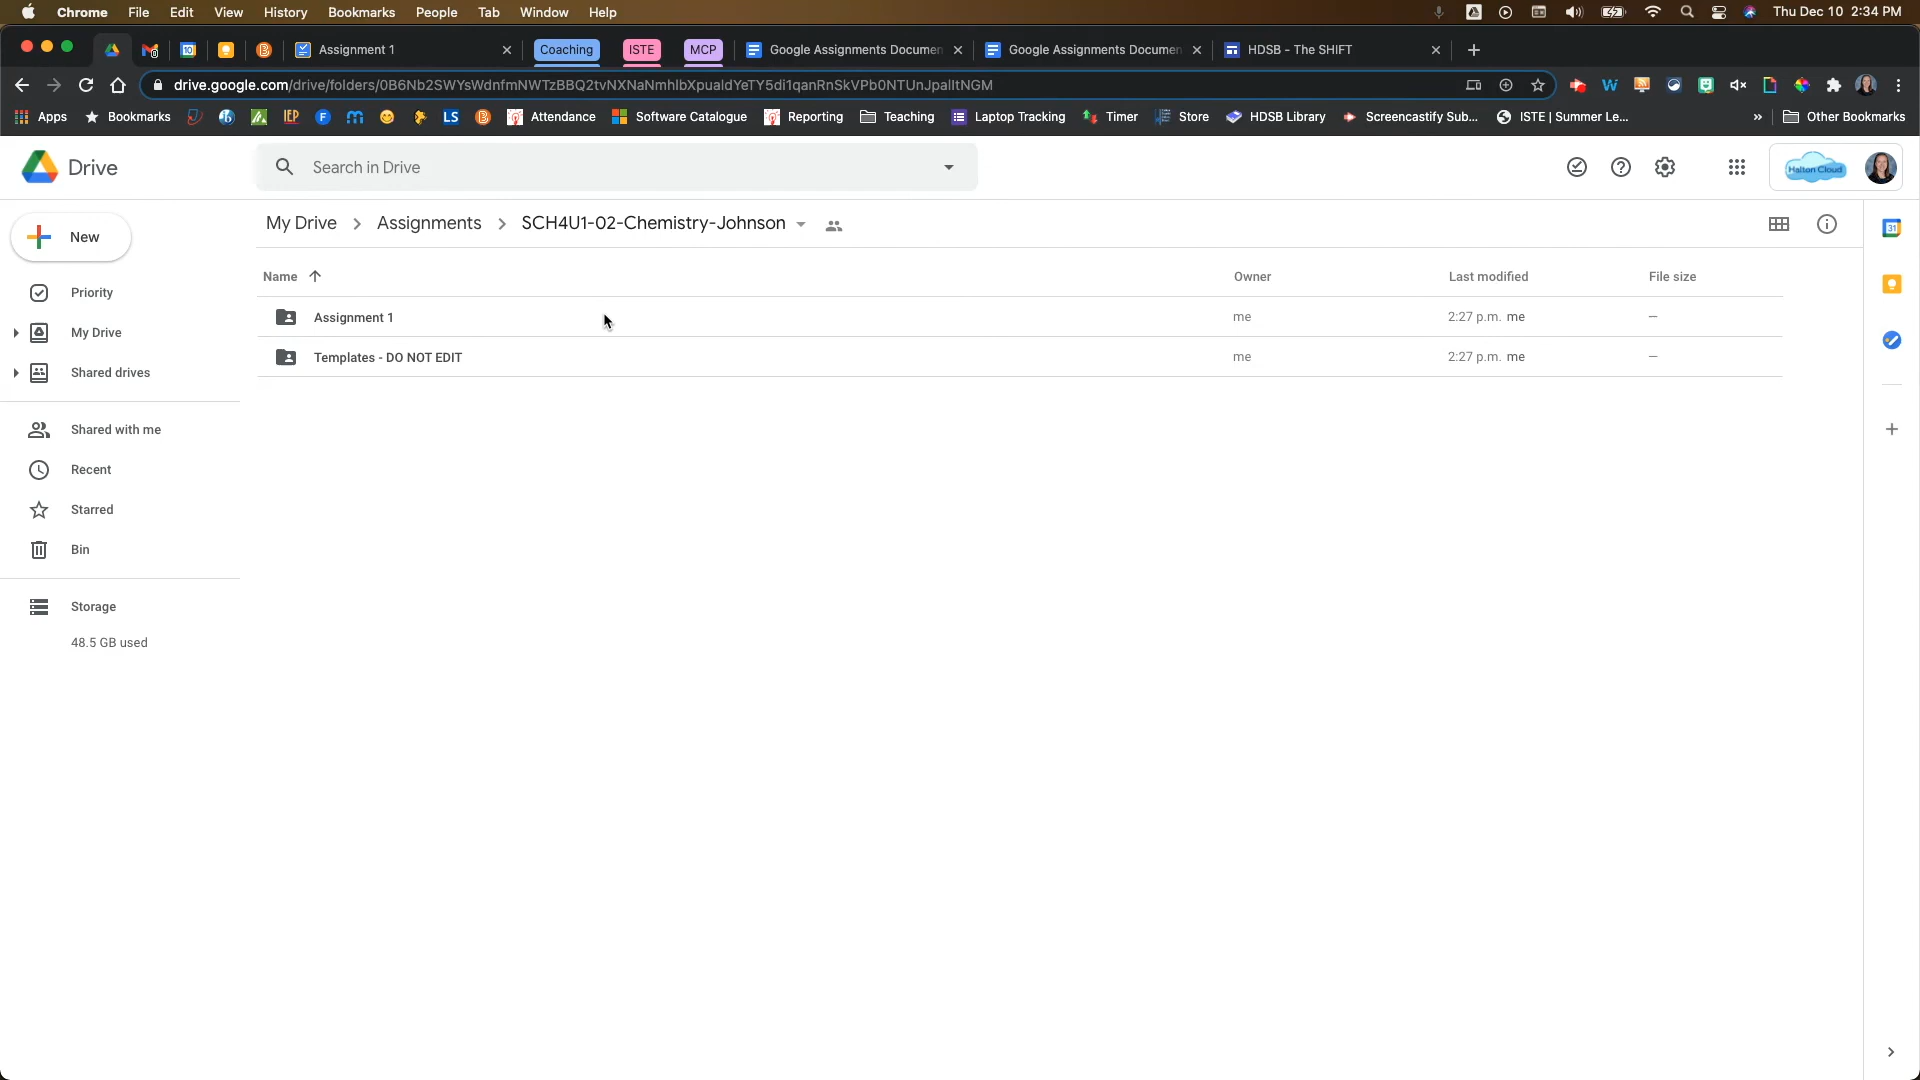 Chrome File Edit View History Bookmarks People Tab Window Help Thu Dec 10 2:34 PM
Assignment 1 Coaching ISTE MCP Google Assignments Documen Google Assignments Documen HDSB - The SHIFT
drive.google.com/drive/folders/0B6Nb2SWYsWdnfmNWTzBBQ2tvNXNaNmhlbXpualdYeTY5di1qanRnSkVPb0NTUnJpalItNGM
Apps Bookmarks IEP LS Attendance Software Catalogue Reporting Teaching Laptop Tracking Timer Store HDSB Library Screencastify Sub... ISTE | Summer Le... » Other Bookmarks
Drive Search in Drive Halton Cloud
My Drive > Assignments > SCH4U1-02-Chemistry-Johnson
New
Name Owner Last modified File size
Assignment 1 me 2:27 p.m. me —
Templates - DO NOT EDIT me 2:27 p.m. me —
Priority
My Drive
Shared drives
Shared with me
Recent
Starred
Bin
Storage
48.5 GB used
31